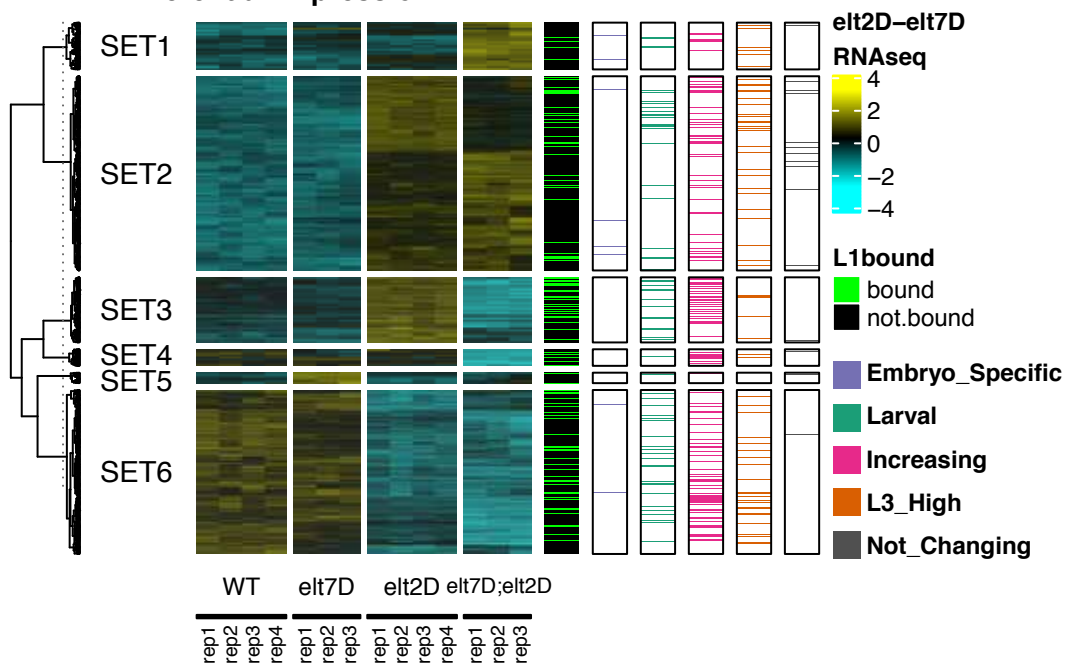 elt2D−elt7D
RNAseq
4
2
0
−2
−4
SET1
SET2
SET3
SET4
SET5
SET6
L1bound
bound
not.bound
Embryo_Specific
Larval
Increasing
L3_High
Not_Changing
WT elt7D elt2D elt7D;elt2D
rep1 rep2 rep3 rep4 rep1 rep2 rep3 rep1 rep2 rep3 rep4 rep1 rep2 rep3